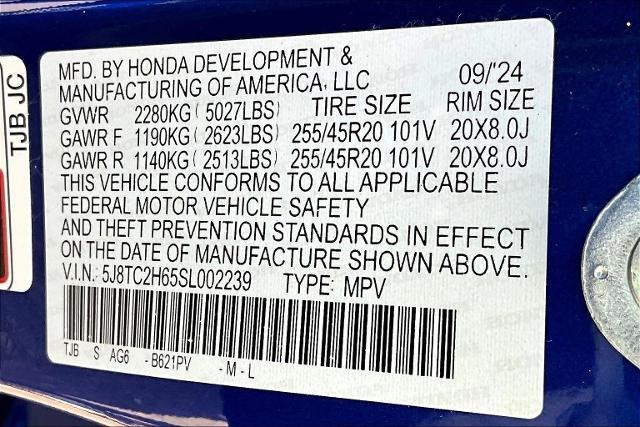 TJB JC
MFD. BY HONDA DEVELOPMENT &
MANUFACTURING OF AMERICA, LLC 09/'24
GVWR 2280KG ( 5027LBS) TIRE SIZE RIM SIZE
GAWR F 1190KG ( 2623LBS) 255/45R20 101V 20X8.0J
GAWR R 1140KG ( 2513LBS) 255/45R20 101V 20X8.0J
THIS VEHICLE CONFORMS TO ALL APPLICABLE
FEDERAL MOTOR VEHICLE SAFETY
AND THEFT PREVENTION STANDARDS IN EFFECT
ON THE DATE OF MANUFACTURE SHOWN ABOVE.
V.I.N.: 5J8TC2H65SL002239 TYPE: MPV
TJB S AG6 -B621PV -M-L